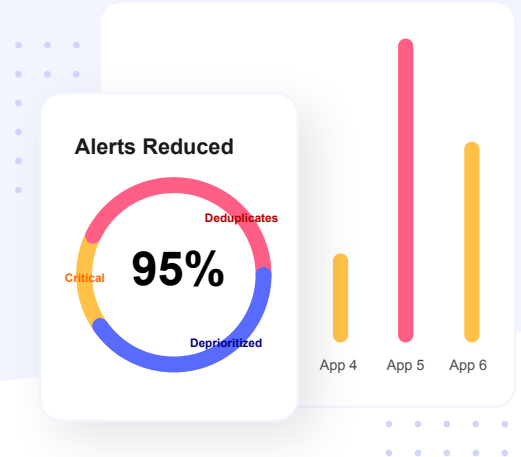 Alerts Reduced
Deduplicates
95%
Critical
Deprioritized
App 4
App 5
App 6